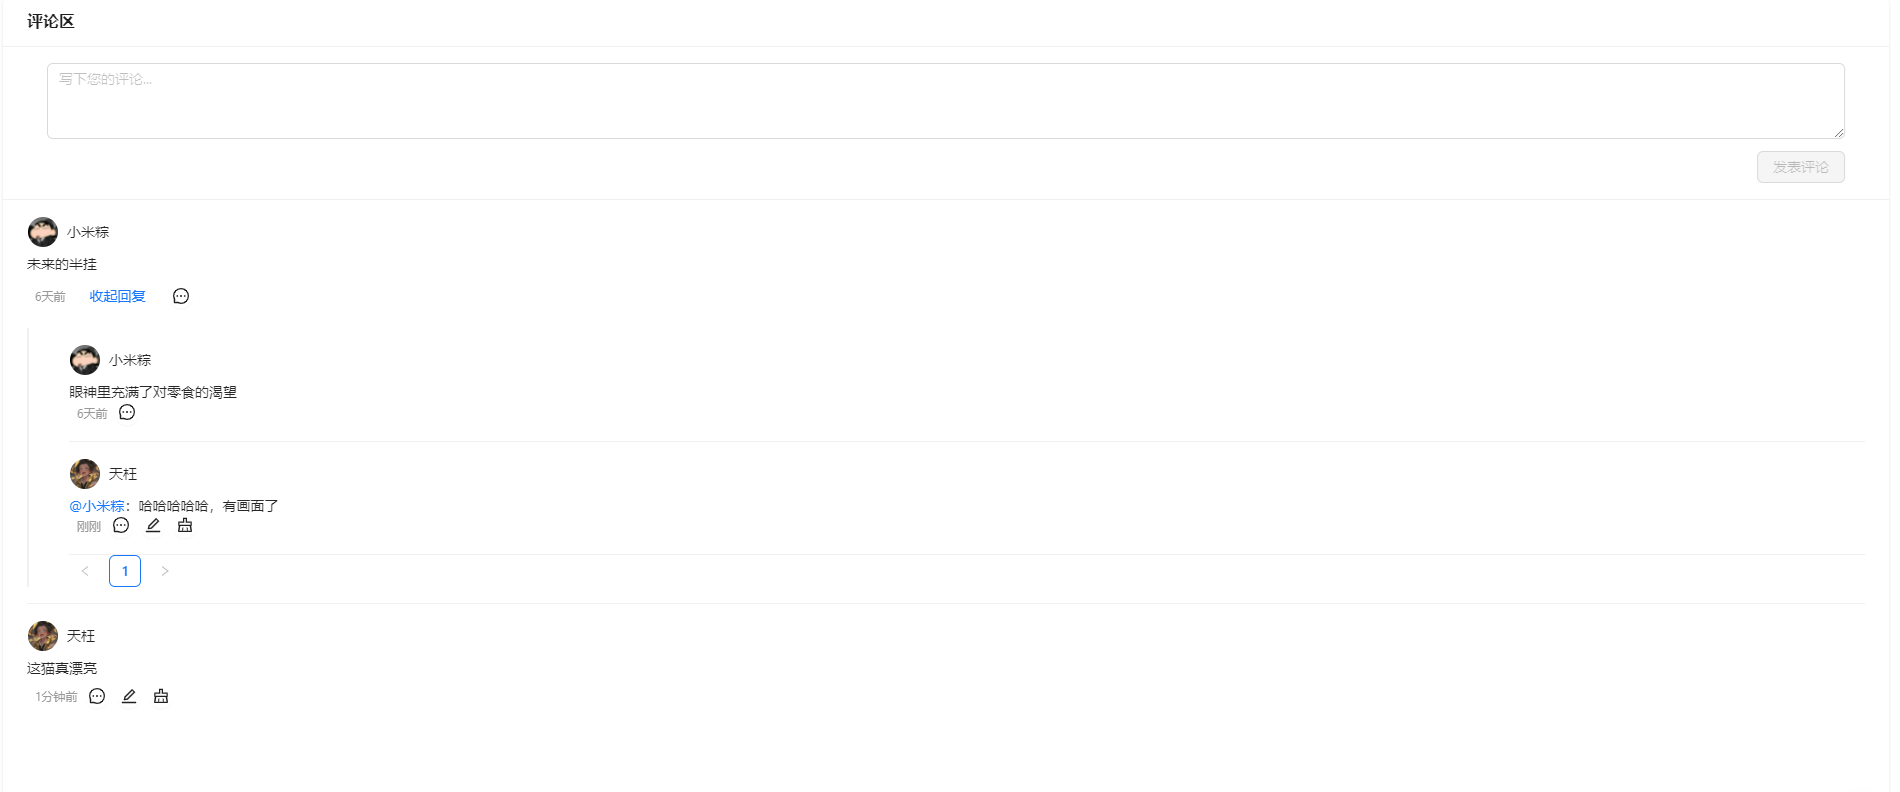 评论区
写下您的评论...
发表评论
小米粽
未来的半挂
6天前 收起回复
小米粽
眼神里充满了对零食的渴望
6天前
天枉
@小米粽：哈哈哈哈哈，有画面了
刚刚
< 1 >
天枉
这猫真漂亮
1分钟前